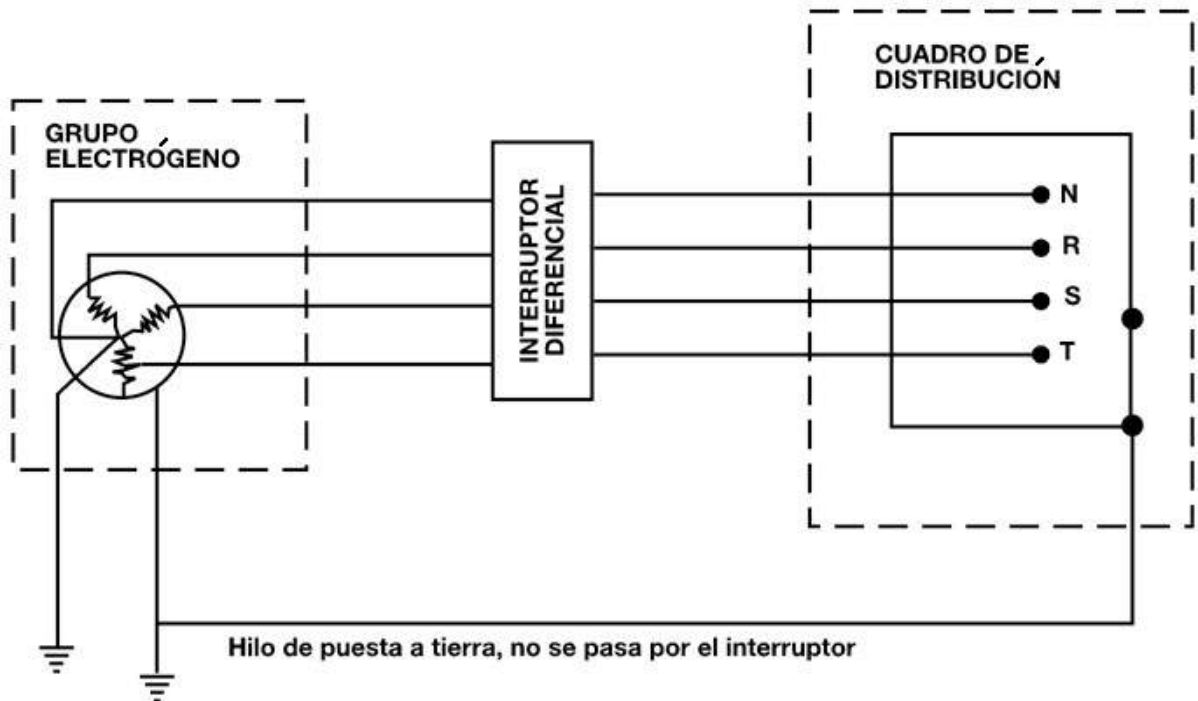 GRUPO
ELECTRÓGENO
INTERRUPTOR
DIFERENCIAL
CUADRO DE
DISTRIBUCIÓN
N
R
S
T
Hilo de puesta a tierra, no se pasa por el interruptor